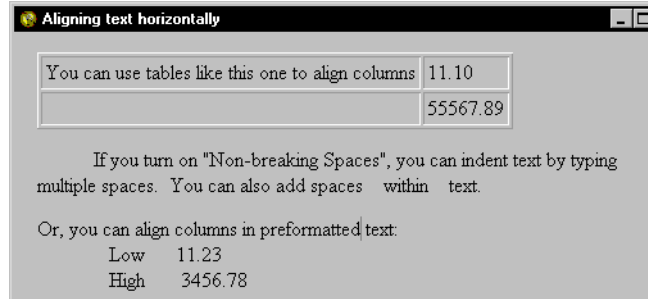 Aligning text horizontally
You can use tables like this one to align columns 11.10
55567.89
If you turn on "Non-breaking Spaces", you can indent text by typing
multiple spaces. You can also add spaces within text.
Or, you can align columns in preformatted text:
Low 11.23
High 3456.78